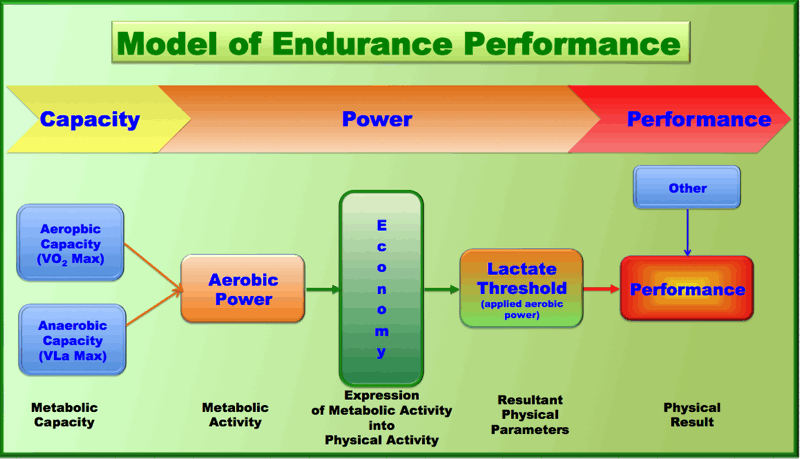 Model of Endurance Performance
Capacity
Power
Performance
Other
Aeropbic
Capacity
(VO₂ Max)
Anaerobic
Capacity
(VLa Max)
Aerobic
Power
E
c
o
n
o
m
y
Lactate
Threshold
(applied aerobic
power)
Performance
Metabolic
Capacity
Metabolic
Activity
Expression
of Metabolic Activity
into
Physical Activity
Resultant
Physical
Parameters
Physical
Result